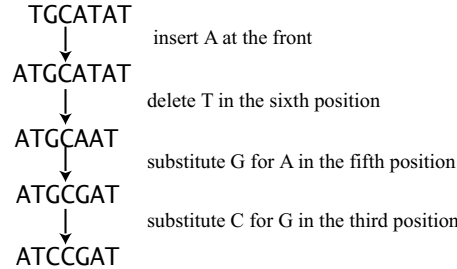 TGCATAT
insert A at the front
ATGCATAT
delete T in the sixth position
ATGCAAT
substitute G for A in the fifth position
ATGCGAT
substitute C for G in the third position
ATCCGAT